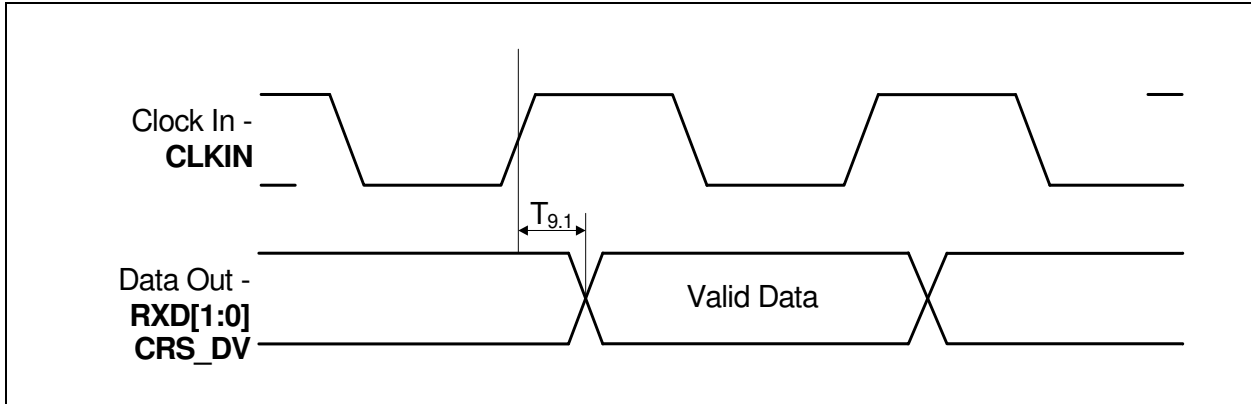 Clock In -
CLKIN
T9.1
Data Out -
RXD[1:0]
CRS_DV
Valid Data